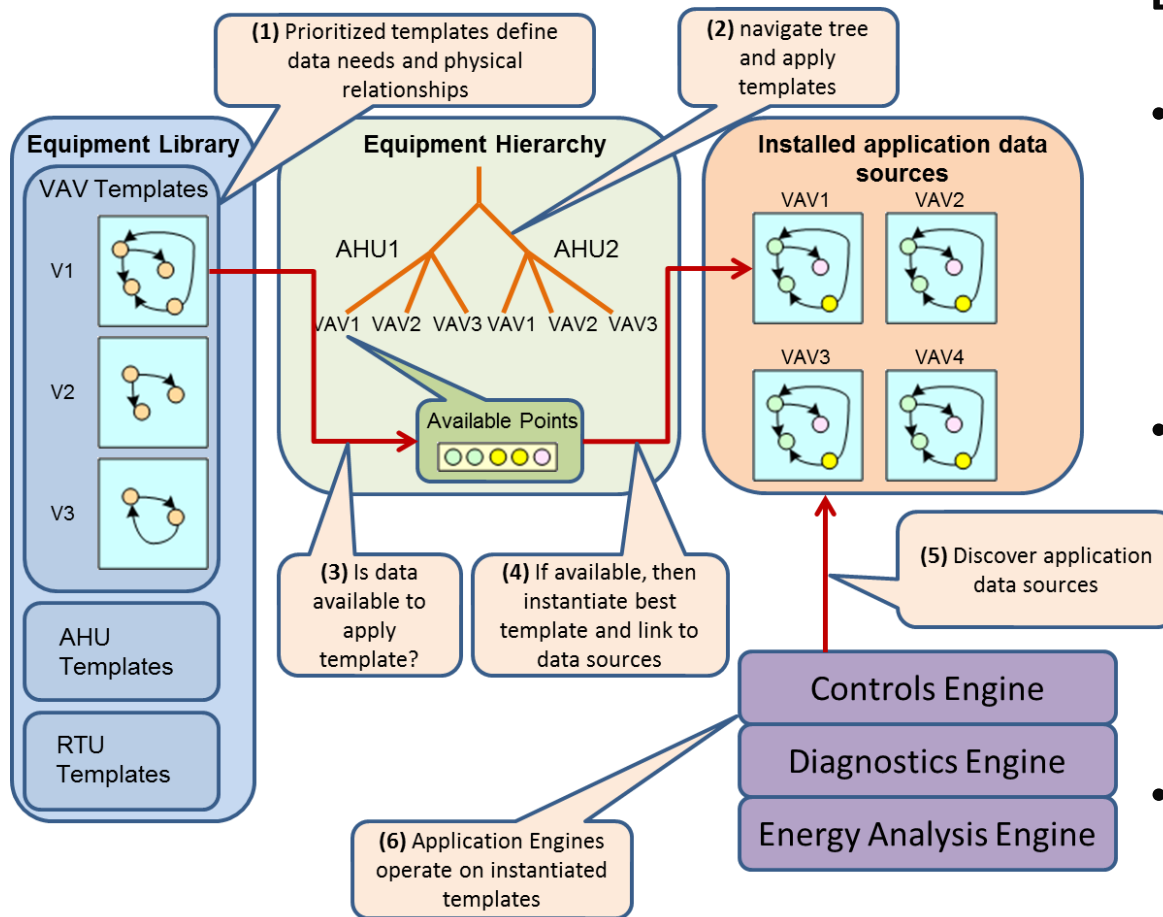 (1) Prioritized templates define
data needs and physical
relationships
(2) navigate tree
and apply
templates
Equipment Library
VAV Templates
V1
V2
V3
AHU
Templates
RTU
Templates
Equipment Hierarchy
AHU1
AHU2
VAV1 VAV2 VAV3 VAV1 VAV2 VAV3
Available Points
Installed application data
sources
VAV1
VAV2
VAV3
VAV4
(3) Is data
available to
apply
template?
(4) If available, then
instantiate best
template and link to
data sources
(5) Discover application
data sources
Controls Engine
Diagnostics Engine
Energy Analysis Engine
(6) Application Engines
operate on instantiated
templates